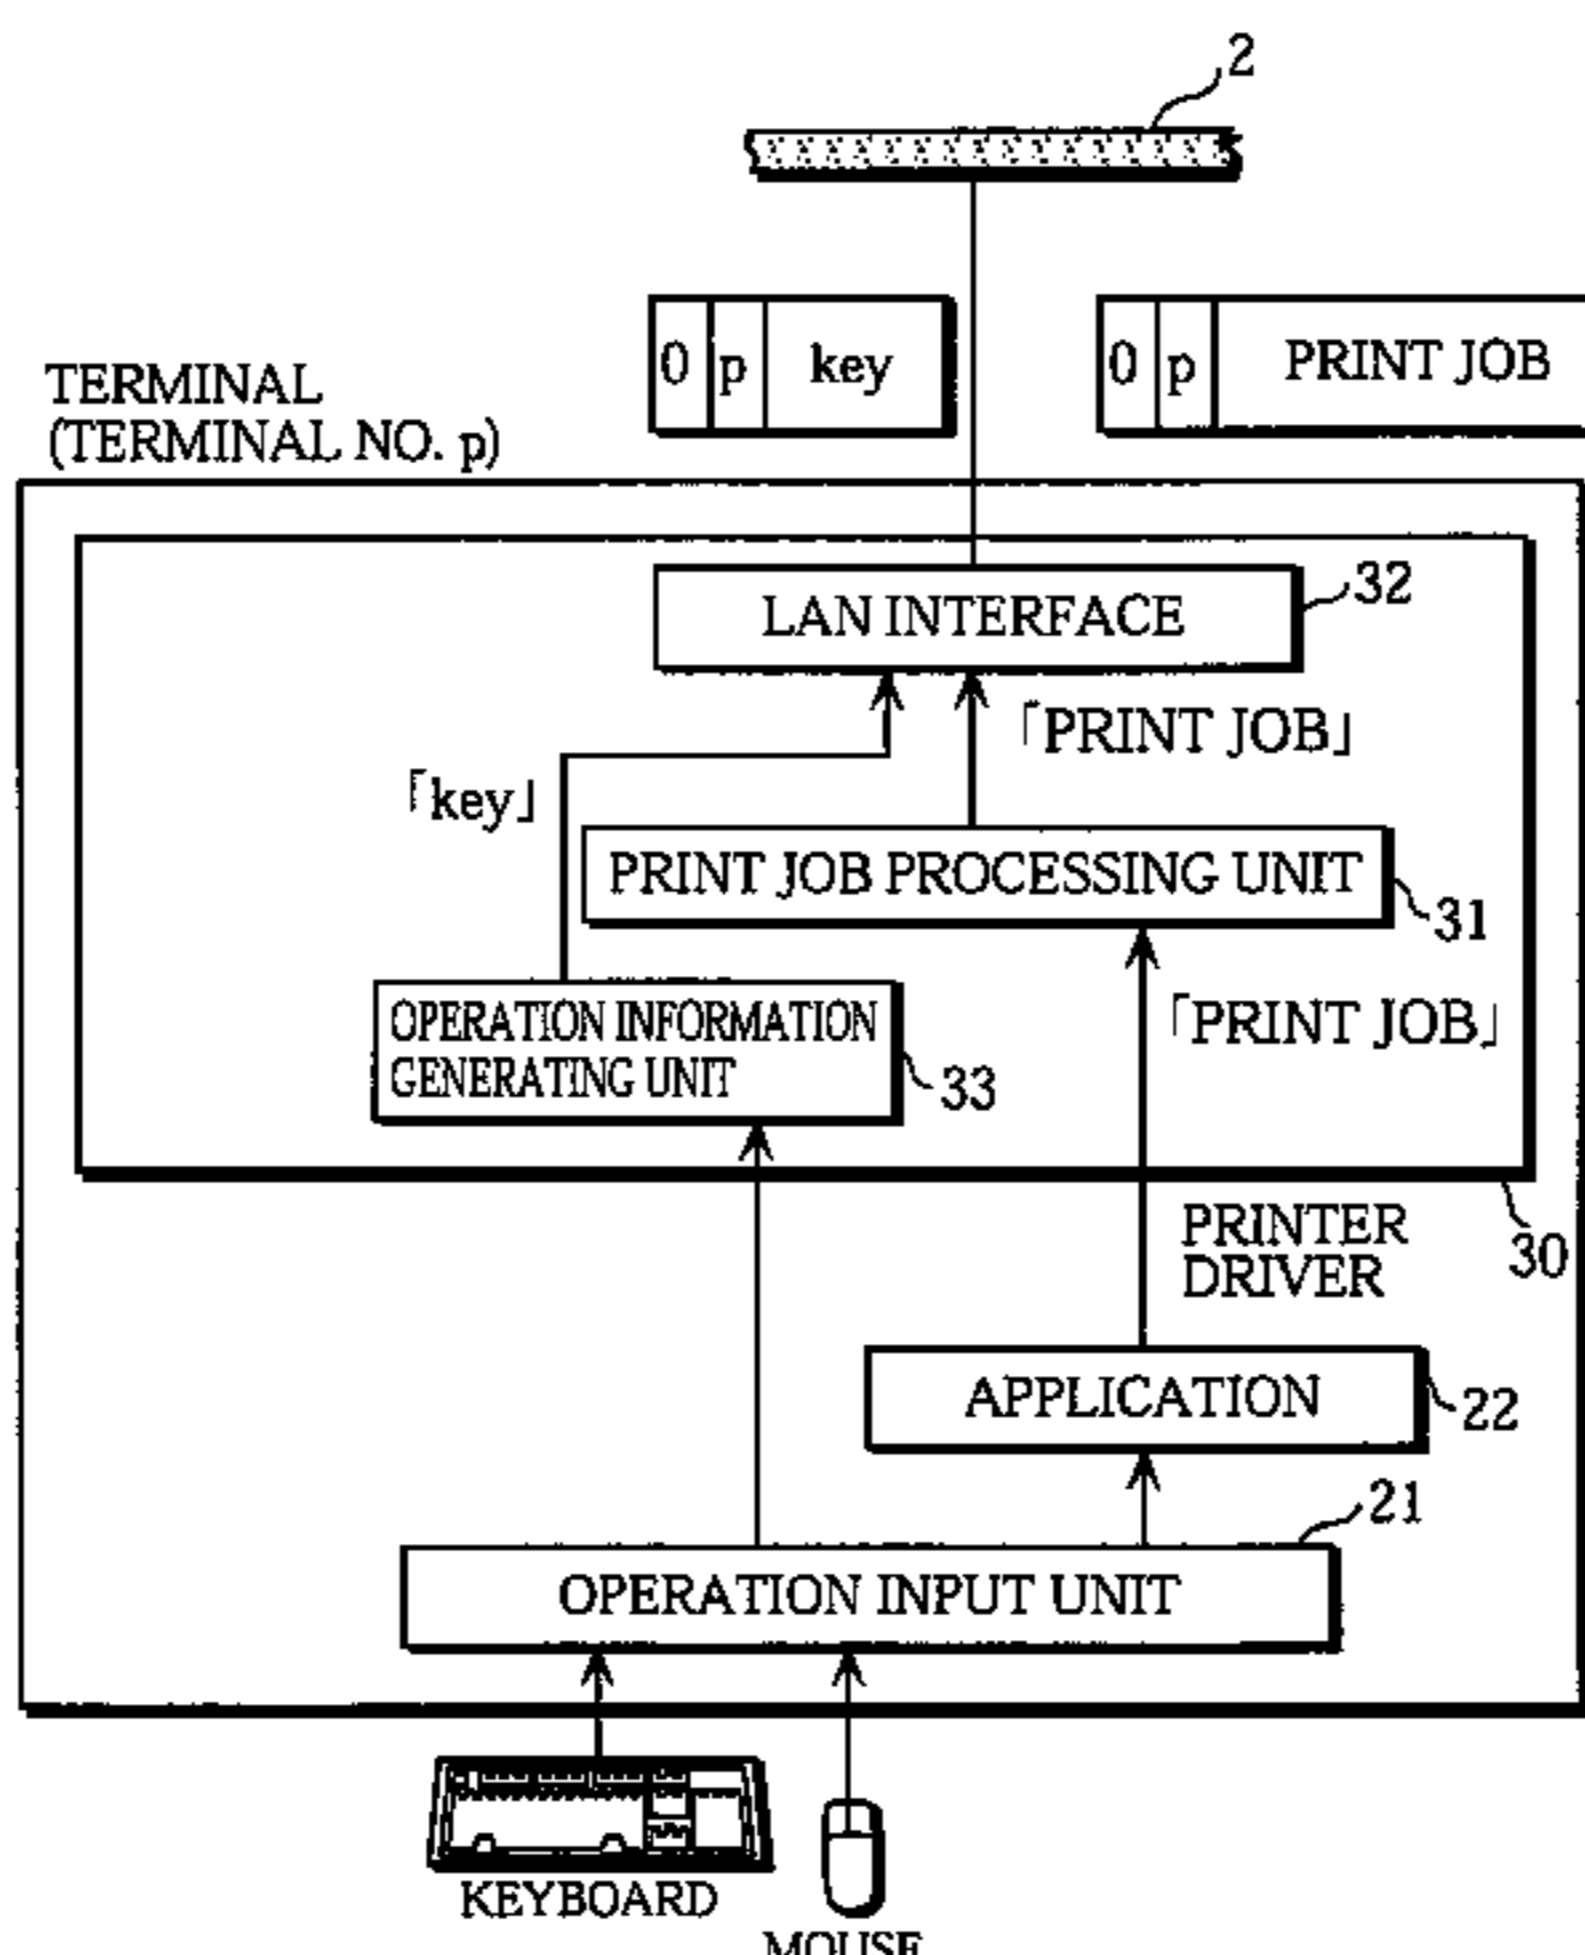 2
0 p key
0 p PRINT JOB
TERMINAL
(TERMINAL NO. p)
LAN INTERFACE
32
「PRINT JOB」
「key」
PRINT JOB PROCESSING UNIT
31
OPERATION INFORMATION
GENERATING UNIT
33
「PRINT JOB」
PRINTER
DRIVER
30
APPLICATION
22
21
OPERATION INPUT UNIT
KEYBOARD
MOUSE